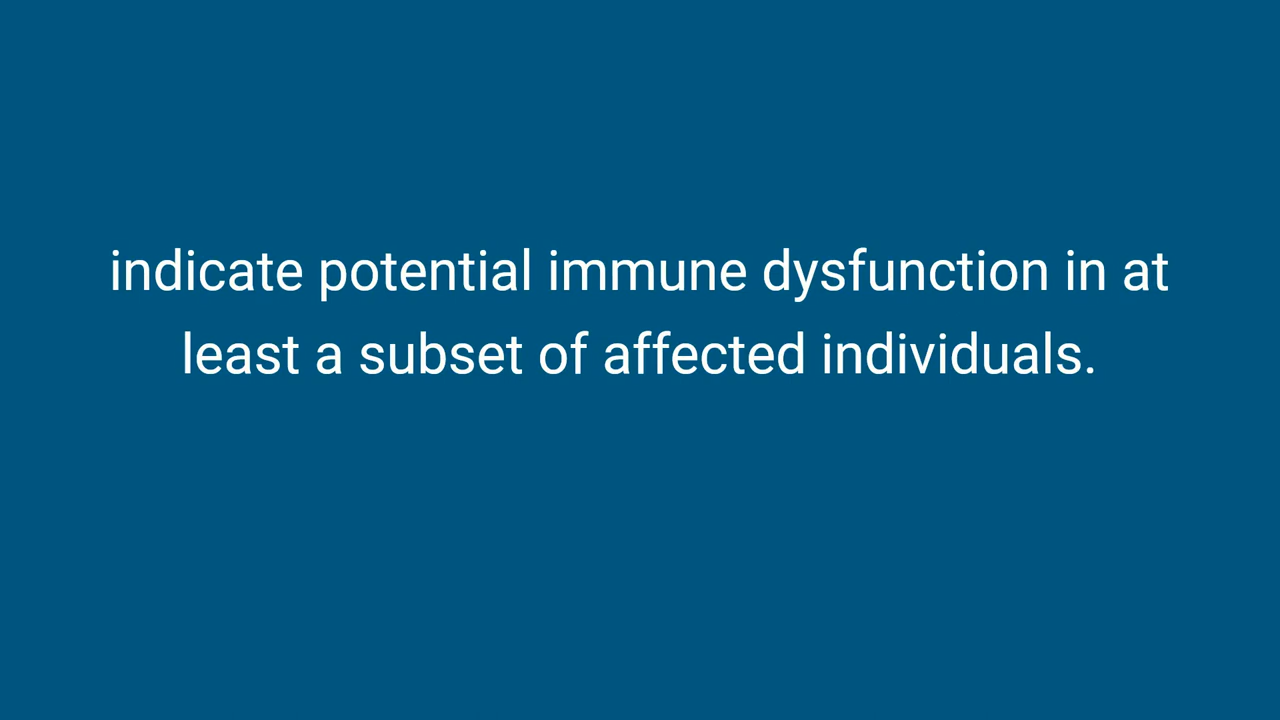 indicate potential immune dysfunction in at
least a subset of affected individuals.